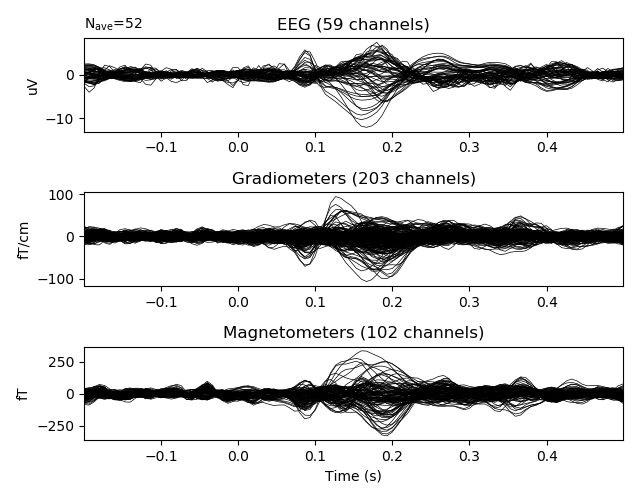 N_ave=52
EEG (59 channels)
0
−10
uV
−0.1 0.0 0.1 0.2 0.3 0.4
Gradiometers (203 channels)
100
0
−100
fT/cm
−0.1 0.0 0.1 0.2 0.3 0.4
Magnetometers (102 channels)
250
0
−250
fT
−0.1 0.0 0.1 0.2 0.3 0.4
Time (s)